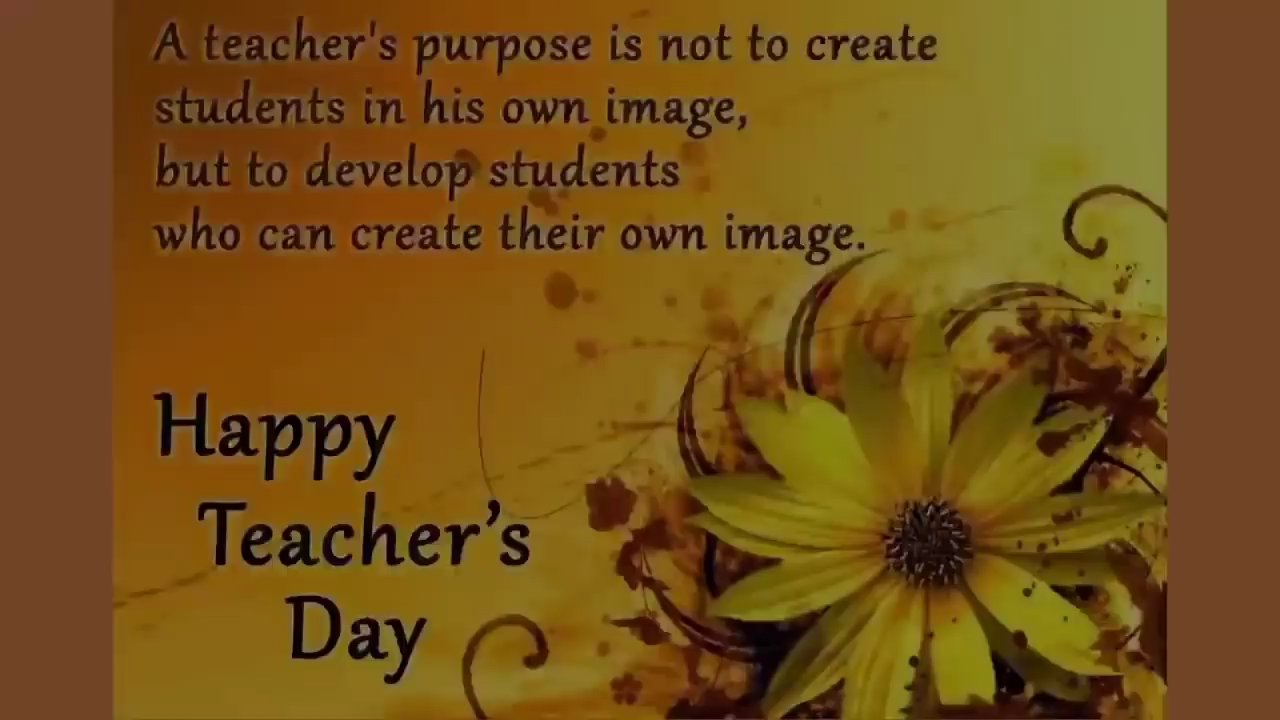 A teacher's purpose is not to create
students in his own image,
but to develop students
who can create their own image.
Happy
Teacher’s
Day